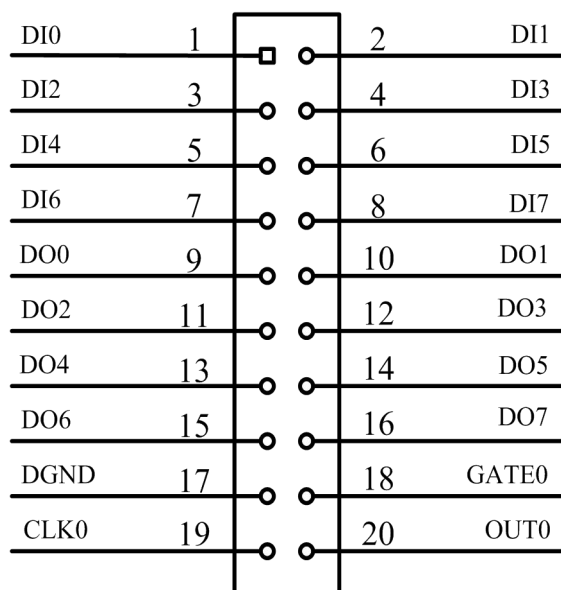 DI0 1 2 DI1
DI2 3 4 DI3
DI4 5 6 DI5
DI6 7 8 DI7
DO0 9 10 DO1
DO2 11 12 DO3
DO4 13 14 DO5
DO6 15 16 DO7
DGND 17 18 GATE0
CLK0 19 20 OUT0